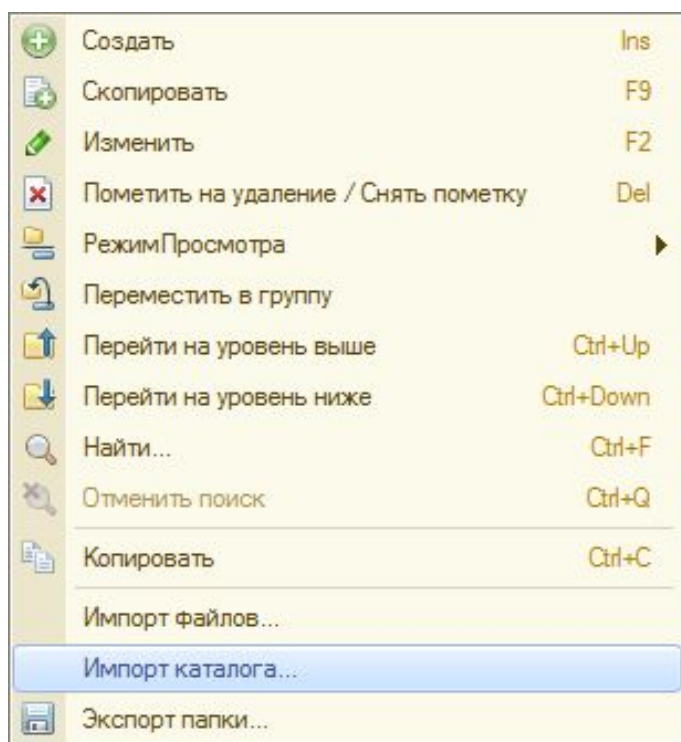 Создать Ins
Скопировать F9
Изменить F2
Пометить на удаление / Снять пометку Del
РежимПросмотра
Переместить в группу
Перейти на уровень выше Ctrl+Up
Перейти на уровень ниже Ctrl+Down
Найти... Ctrl+F
Отменить поиск Ctrl+Q
Копировать Ctrl+C
Импорт файлов...
Импорт каталога...
Экспорт папки...